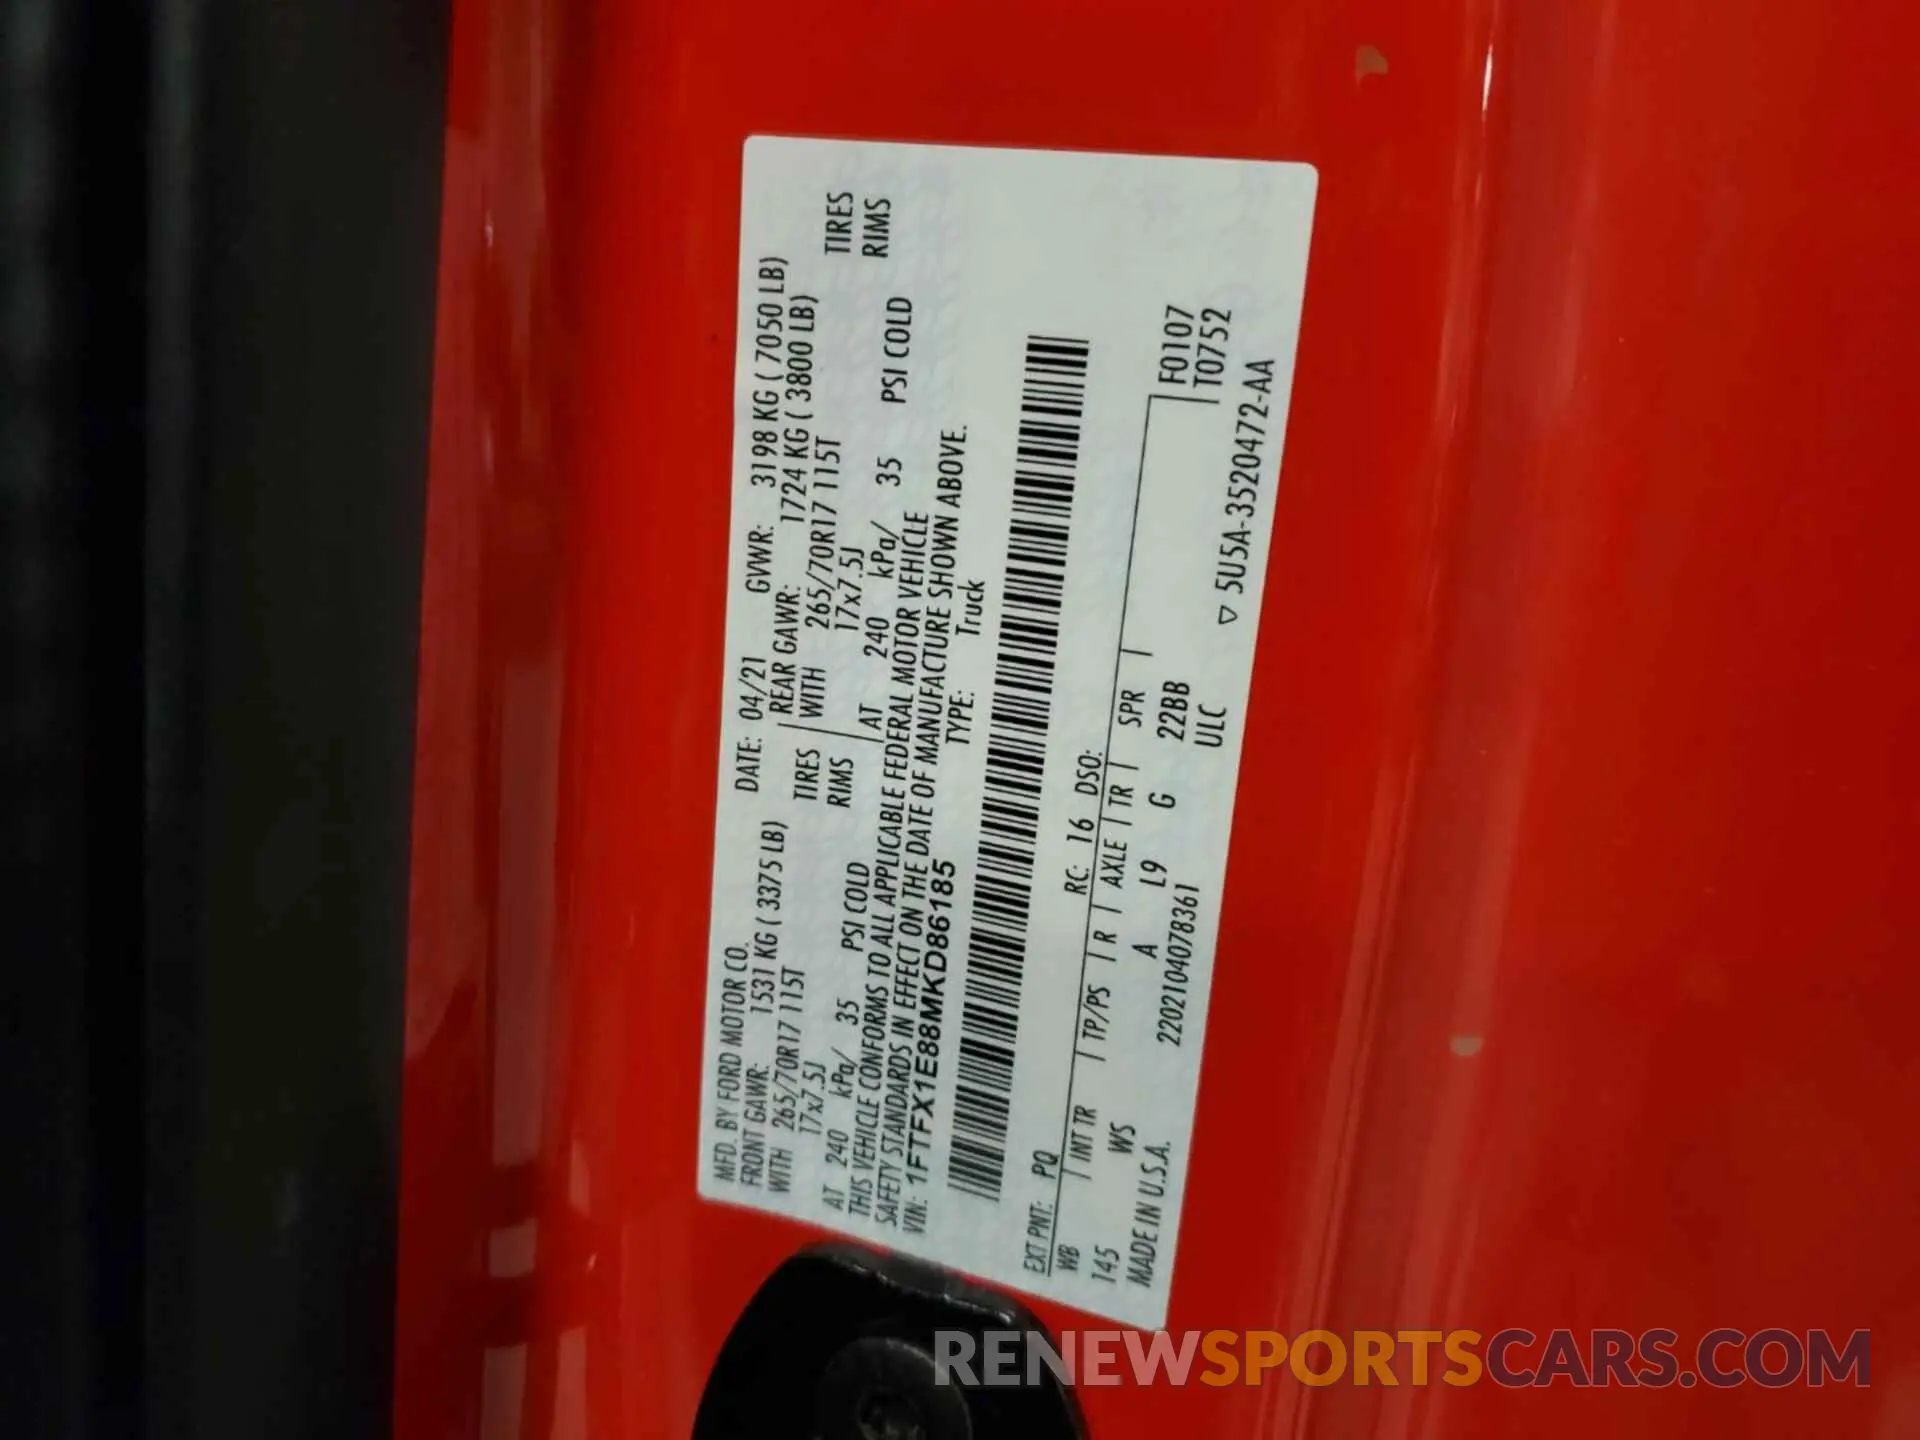 MFD. BY FORD MOTOR CO.
DATE: 04/21 GVWR: 3198 KG ( 7050 LB)
FRONT GAWR: 1531 KG ( 3375 LB) REAR GAWR: 1724 KG ( 3800 LB)
WITH 265/70R17 115T TIRES WITH 265/70R17 115T TIRES
17x7.5J RIMS 17x7.5J RIMS
AT 240 kPa/ 35 PSI COLD AT 240 kPa/ 35 PSI COLD
THIS VEHICLE CONFORMS TO ALL APPLICABLE FEDERAL MOTOR VEHICLE
SAFETY STANDARDS IN EFFECT ON THE DATE OF MANUFACTURE SHOWN ABOVE.
VIN: 1FTFX1E88MKD86185 TYPE: Truck
EXT PNT: PQ RC: 16 DSO: F0107
WB INT TR TP/PS R AXLE TR SPR T0752
145 WS A L9 G 22BB
MADE IN U.S.A. 220210407836​1 ULC
▽ 5U5A-3520472-AA
RENEWSPORTSCARS.COM